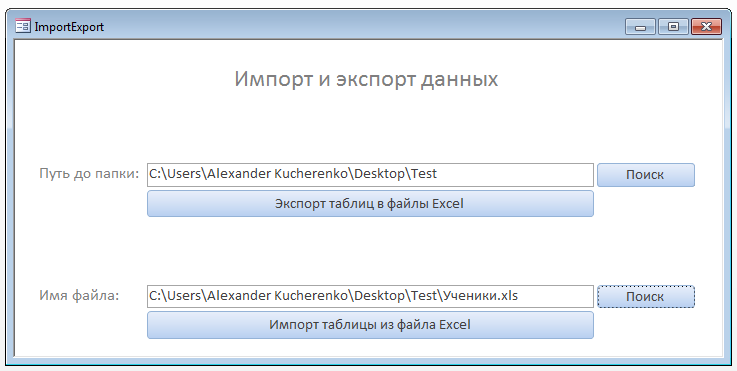 ImportExport
Импорт и экспорт данных
Путь до папки: C:\Users\Alexander Kucherenko\Desktop\Test Поиск
Экспорт таблиц в файлы Excel
Имя файла: C:\Users\Alexander Kucherenko\Desktop\Test\Ученики.xls Поиск
Импорт таблицы из файла Excel